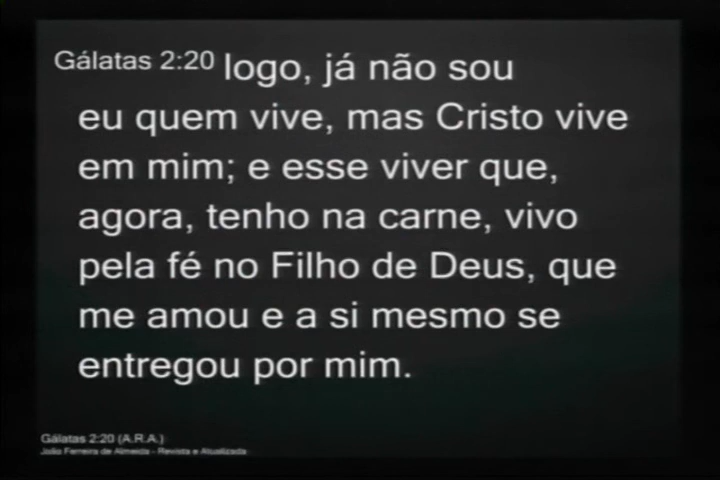 Gálatas 2:20 logo, já não sou
eu quem vive, mas Cristo vive
em mim; e esse viver que,
agora, tenho na carne, vivo
pela fé no Filho de Deus, que
me amou e a si mesmo se
entregou por mim.
Gálatas 2:20 (A.R.A.)
João Ferreira de Almeida - Revista e Atualizada